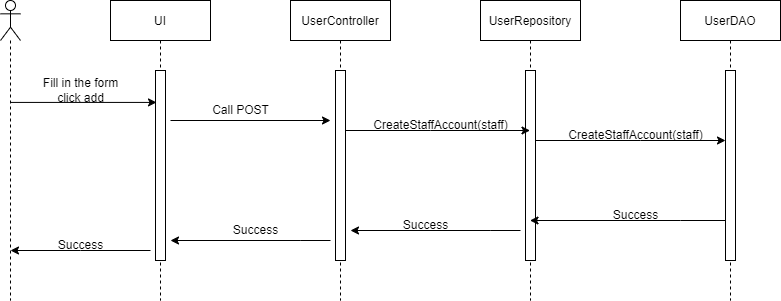 UI
UserController
UserRepository
UserDAO
Fill in the form
click add
Call POST
CreateStaffAccount(staff)
CreateStaffAccount(staff)
Success
Success
Success
Success